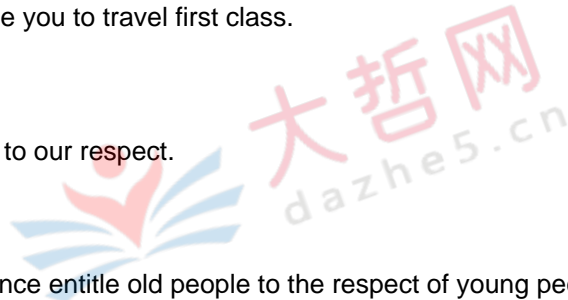 e you to travel first class.
大哲网
to our respect.
dazhe5.cn
nce entitle old people to the respect of young